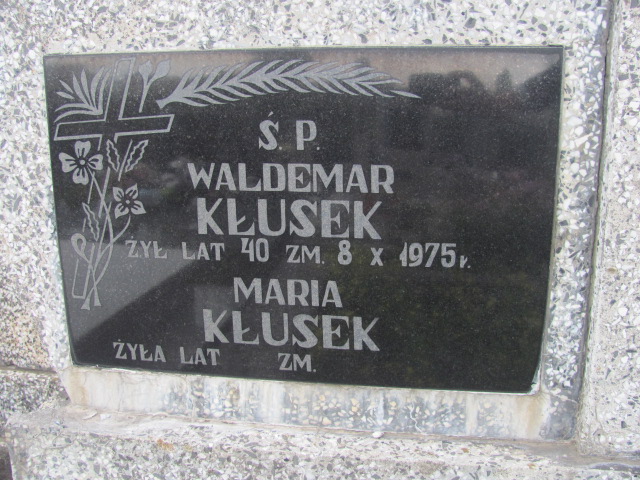 Ś. P.
WALDEMAR
KŁUSEK
ŻYŁ LAT 40 ZM. 8 X 1975 r.
MARIA
KŁUSEK
ŻYŁA LAT ZM.